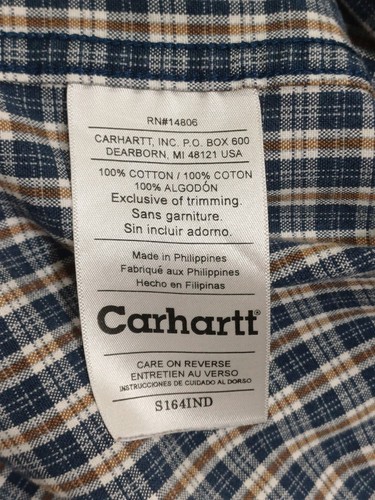 RN#14806
CARHARTT, INC. P.O. BOX 600
DEARBORN, MI 48121 USA
100% COTTON / 100% COTON
100% ALGODÓN
Exclusive of trimming.
Sans garniture.
Sin incluir adorno.
Made in Philippines
Fabriqué aux Philippines
Hecho en Filipinas
Carhartt®
CARE ON REVERSE
ENTRETIEN AU VERSO
INSTRUCCIONES DE CUIDADO AL DORSO
S164IND